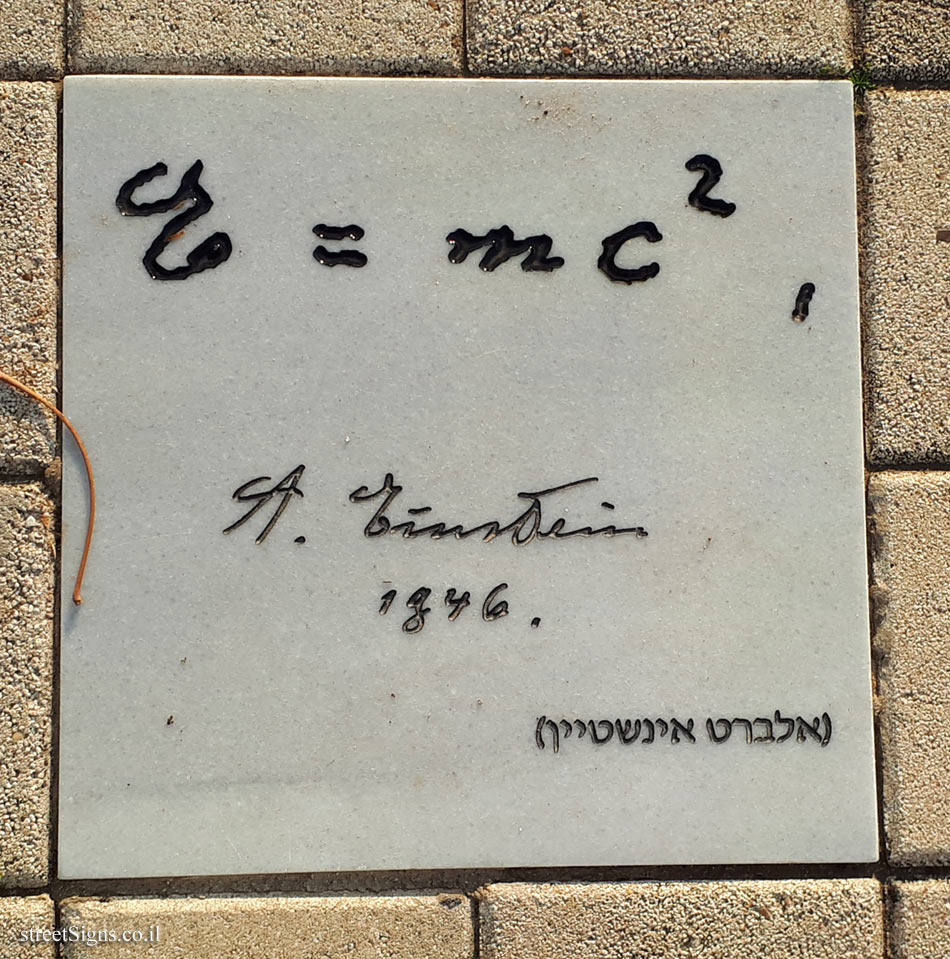 E = mc²,
A. Einstein
1946.
(אלברט אינשטיין)
streetSigns.co.il